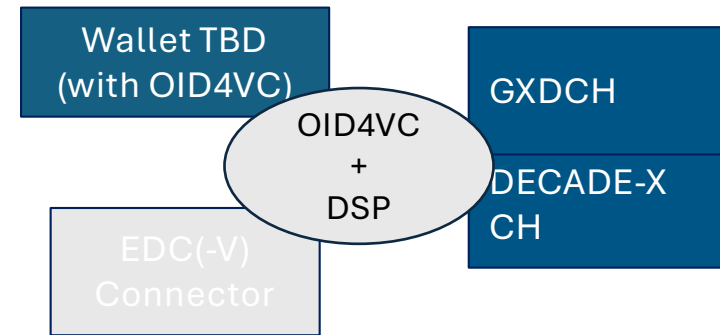 Wallet TBD
(with OID4VC)
OID4VC
+
DSP
GXDCH
DECADE-X
CH
EDC(-V)
Connector